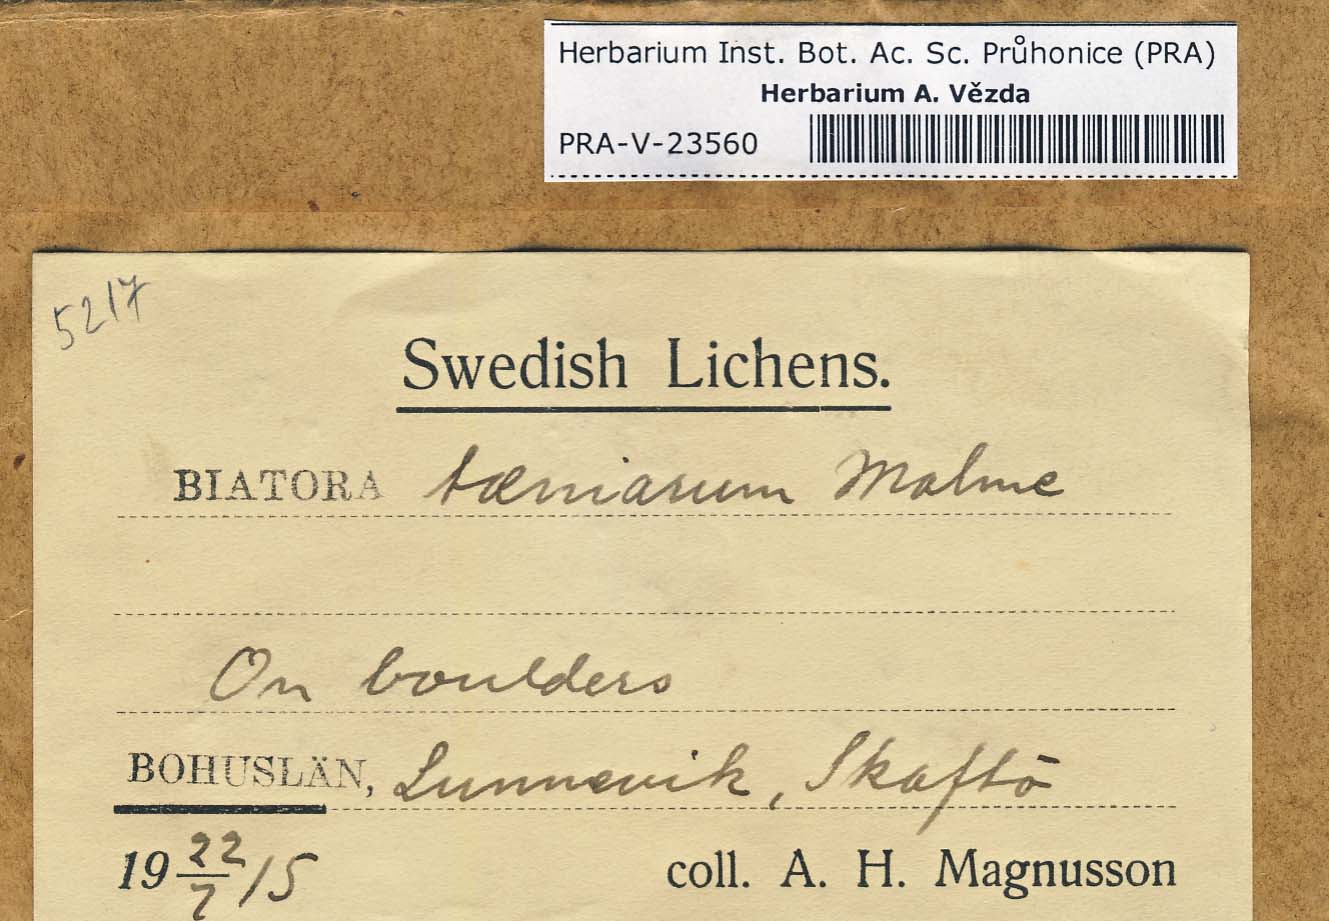 Herbarium Inst. Bot. Ac. Sc. Průhonice (PRA)
Herbarium A. Vězda
PRA-V-23560
5217
Swedish Lichens.
BIATORA tæniarum Malme
On boulders
BOHUSLÄN, Lunnevik, Skaftö
19 22/7 /15
coll. A. H. Magnusson